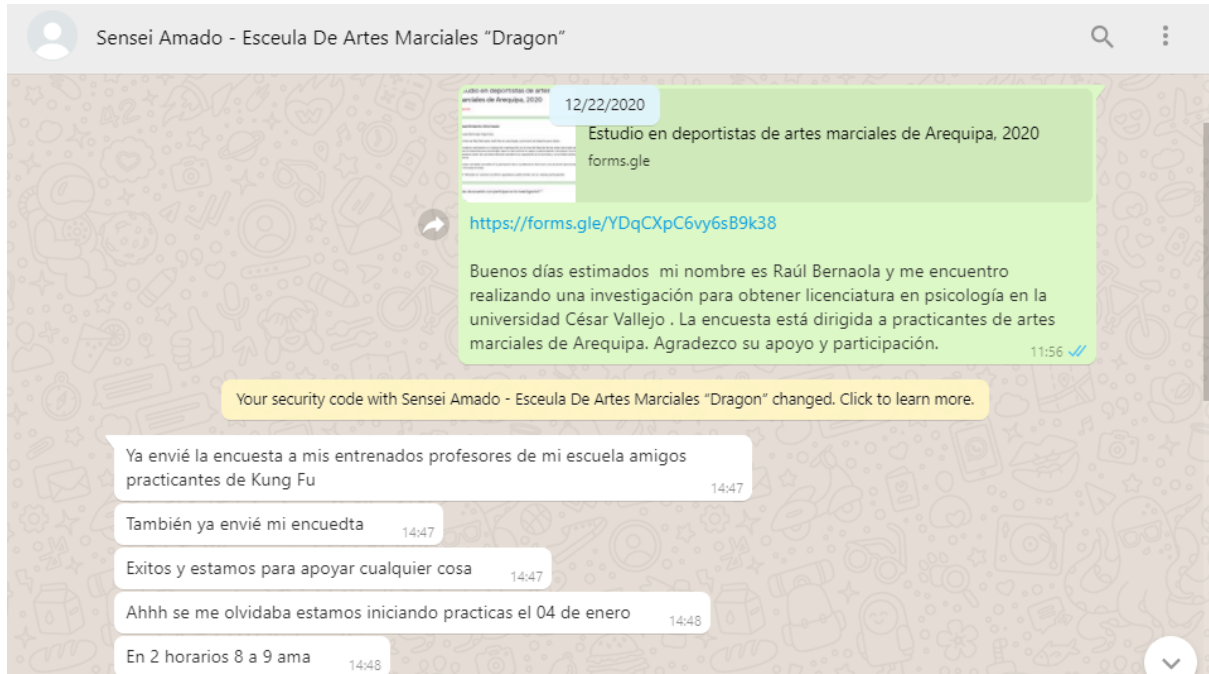 Sensei Amado - Esceula De Artes Marciales “Dragon”
12/22/2020
Estudio en deportistas de artes marciales de Arequipa, 2020
forms.gle
https://forms.gle/YDqCXpC6vy6sB9k38
Buenos días estimados  mi nombre es Raúl Bernaola y me encuentro
realizando una investigación para obtener licenciatura en psicología en la
universidad César Vallejo . La encuesta está dirigida a practicantes de artes
marciales de Arequipa. Agradezco su apoyo y participación.
11:56
Your security code with Sensei Amado - Esceula De Artes Marciales “Dragon” changed. Click to learn more.
Ya envié la encuesta a mis entrenados profesores de mi escuela amigos
practicantes de Kung Fu
14:47
También ya envié mi encuedta 14:47
Exitos y estamos para apoyar cualquier cosa 14:47
Ahhh se me olvidaba estamos iniciando practicas el 04 de enero 14:48
En 2 horarios 8 a 9 ama 14:48